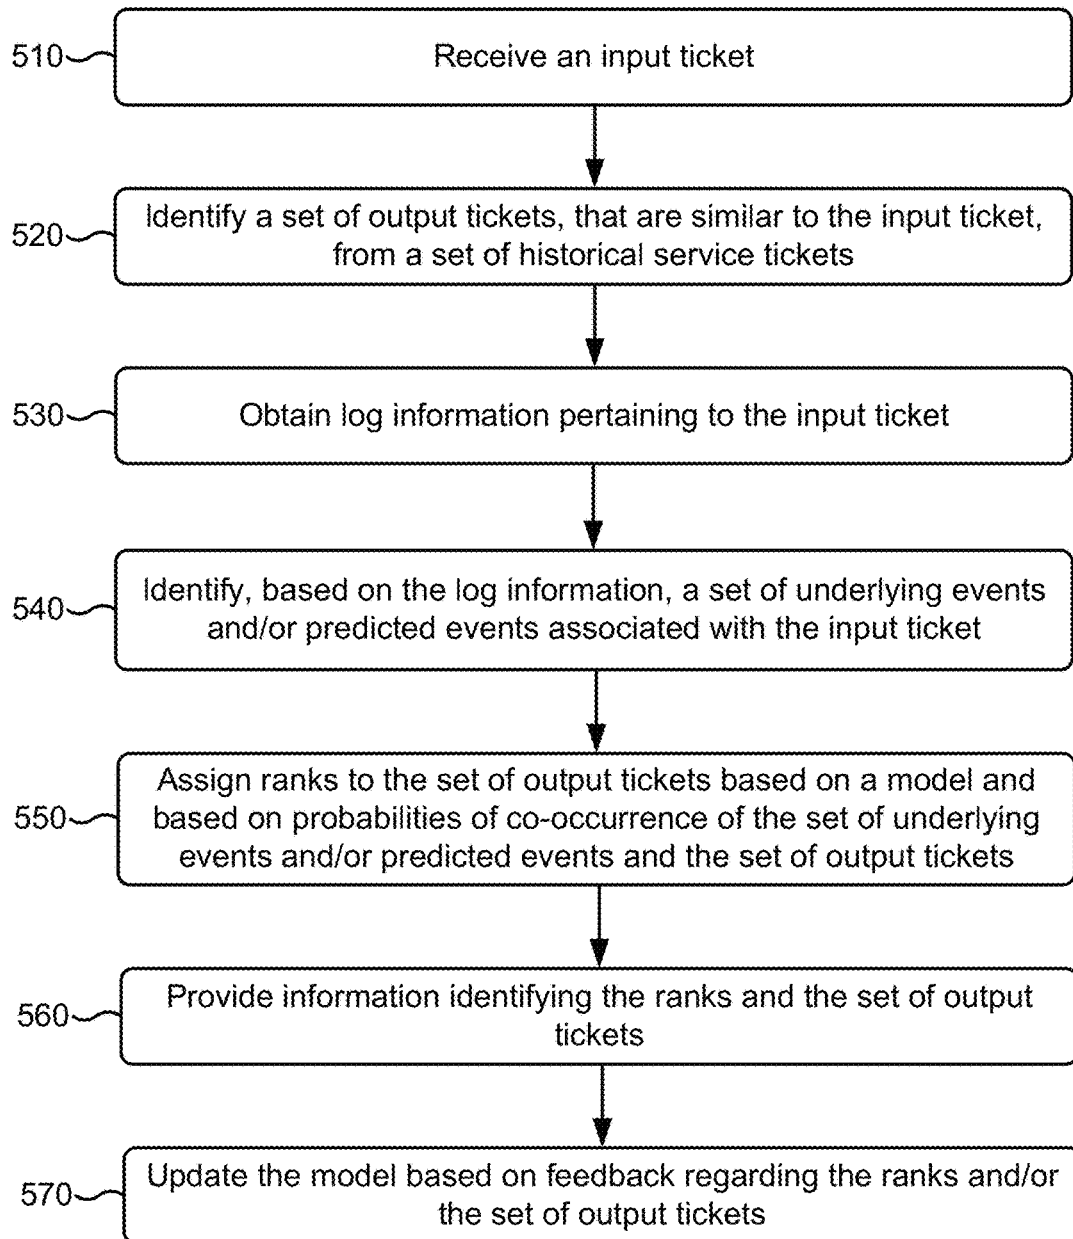 510
Receive an input ticket
520
Identify a set of output tickets, that are similar to the input ticket,
from a set of historical service tickets
530
Obtain log information pertaining to the input ticket
540
Identify, based on the log information, a set of underlying events
and/or predicted events associated with the input ticket
550
Assign ranks to the set of output tickets based on a model and
based on probabilities of co-occurrence of the set of underlying
events and/or predicted events and the set of output tickets
560
Provide information identifying the ranks and the set of output
tickets
570
Update the model based on feedback regarding the ranks and/or
the set of output tickets